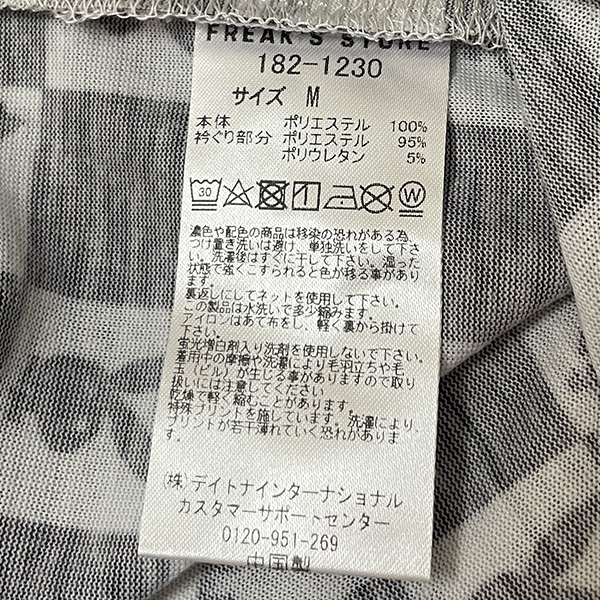 FREAK'S STORE
182-1230
サイズ M
本体 ポリエステル 100%
衿ぐり部分 ポリエステル 95%
ポリウレタン 5%
30 W
濃色や配色の商品は移染の恐れがある為
つけ置き洗いは避け、単独洗いをして下さ
い。洗濯後はすぐに干して下さい。湿った
状態で強くこすられると色が移る事があり
ます。
裏返しにしてネットを使用して下さい。
この製品は水洗いで多少縮みます。
アイロンはあて布をし、軽く裏から掛けて
下さい。
蛍光増白剤入り洗剤を使用しないで下さい。
着用中の摩擦や洗濯により毛羽立ちや毛
玉(ピル)が生じる事がありますので取り
扱いには注意してください
乾燥で軽く縮むことがあります。
特殊プリントを施しています。洗濯により、
プリントが若干薄れていく恐れがありま
す。
(株)デイトナインターナショナル
カスタマーサポートセンター
0120-951-269
中国製